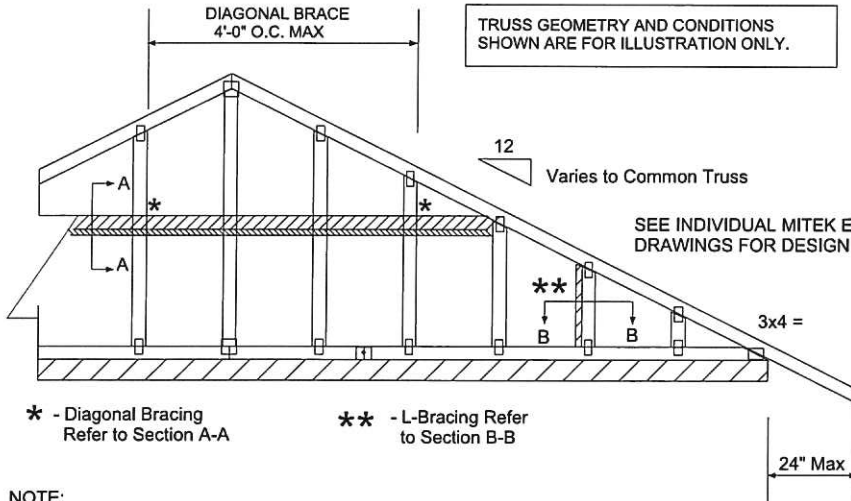 DIAGONAL BRACE
4'-0" O.C. MAX
TRUSS GEOMETRY AND CONDITIONS
SHOWN ARE FOR ILLUSTRATION ONLY.
12
Varies to Common Truss
A
*
*
SEE INDIVIDUAL MITEK E
DRAWINGS FOR DESIGN
A
**
B
B
3x4 =
* - Diagonal Bracing
Refer to Section A-A
** - L-Bracing Refer
to Section B-B
24" Max
NOTE: